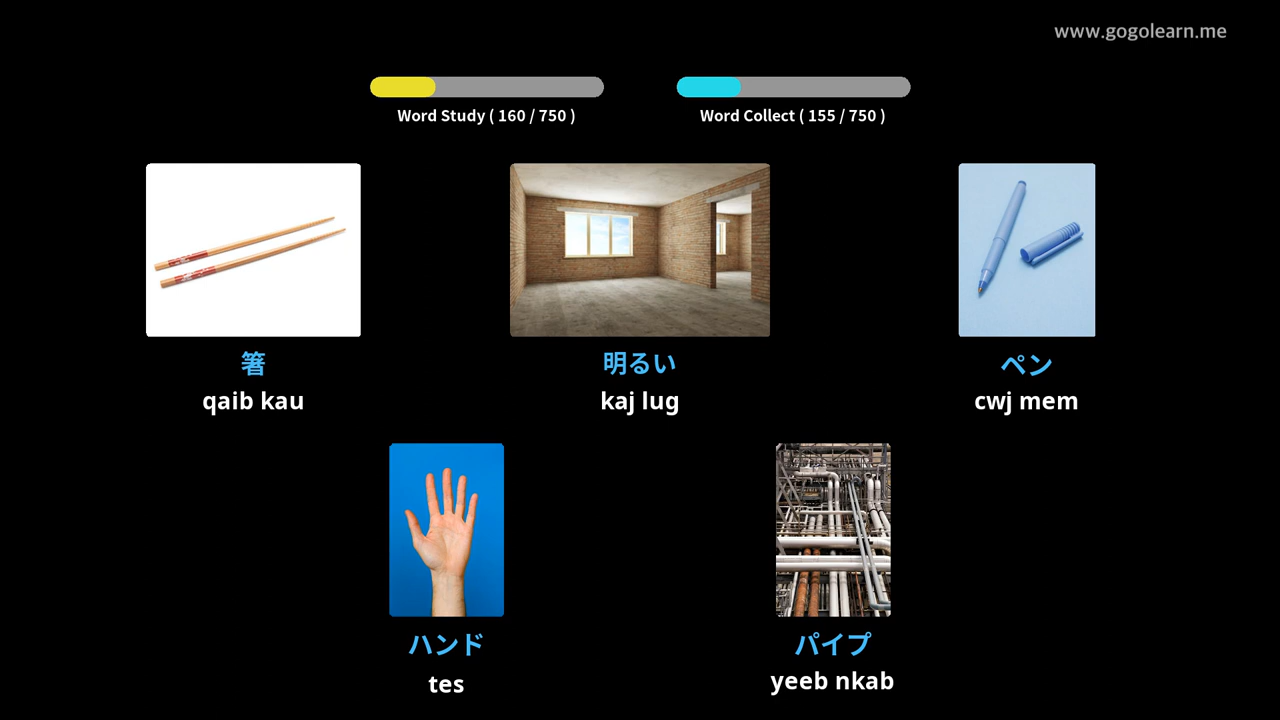 www.gogolearn.me
Word Study ( 160 / 750 )
Word Collect ( 155 / 750 )
箸
qaib kau
明るい
kaj lug
ペン
cwj mem
ハンド
tes
パイプ
yeeb nkab